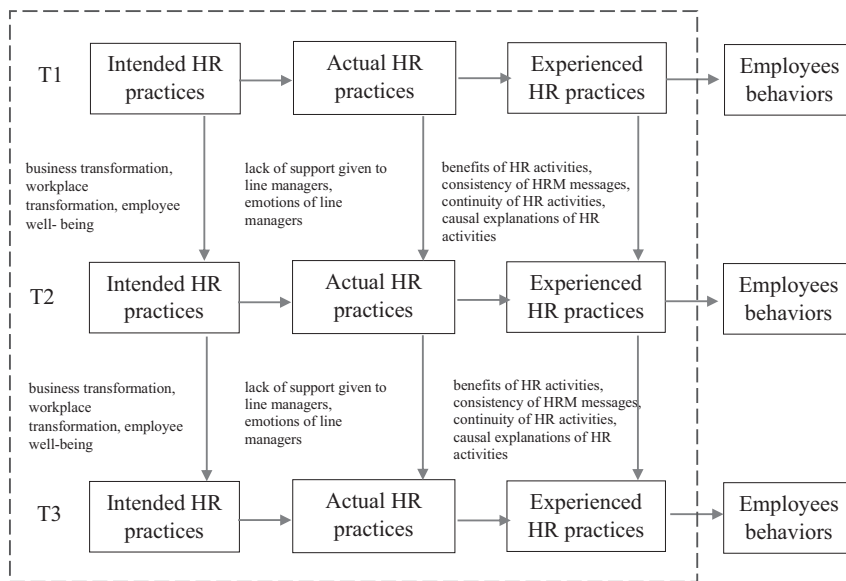 T1
Intended HR
practices
Actual HR
practices
Experienced
HR practices
Employees
behaviors
business transformation,
workplace
transformation, employee
well- being
lack of support given to
line managers,
emotions of line
managers
benefits of HR activities,
consistency of HRM messages,
continuity of HR activities,
causal explanations of HR
activities
T2
Intended HR
practices
Actual HR
practices
Experienced
HR practices
Employees
behaviors
business transformation,
workplace
transformation, employee
well-being
lack of support given to
line managers,
emotions of line
managers
benefits of HR activities,
consistency of HRM messages,
continuity of HR activities,
causal explanations of HR
activities
T3
Intended HR
practices
Actual HR
practices
Experienced
HR practices
Employees
behaviors